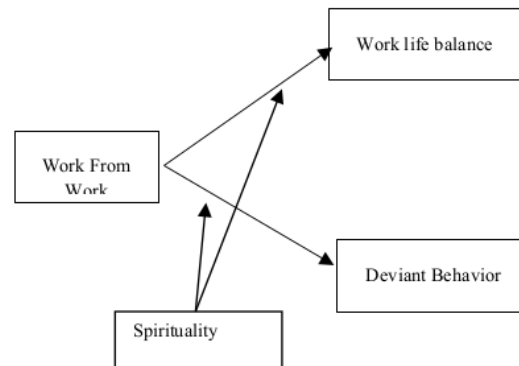 Work life balance
Work From
Work
Deviant Behavior
Spirituality